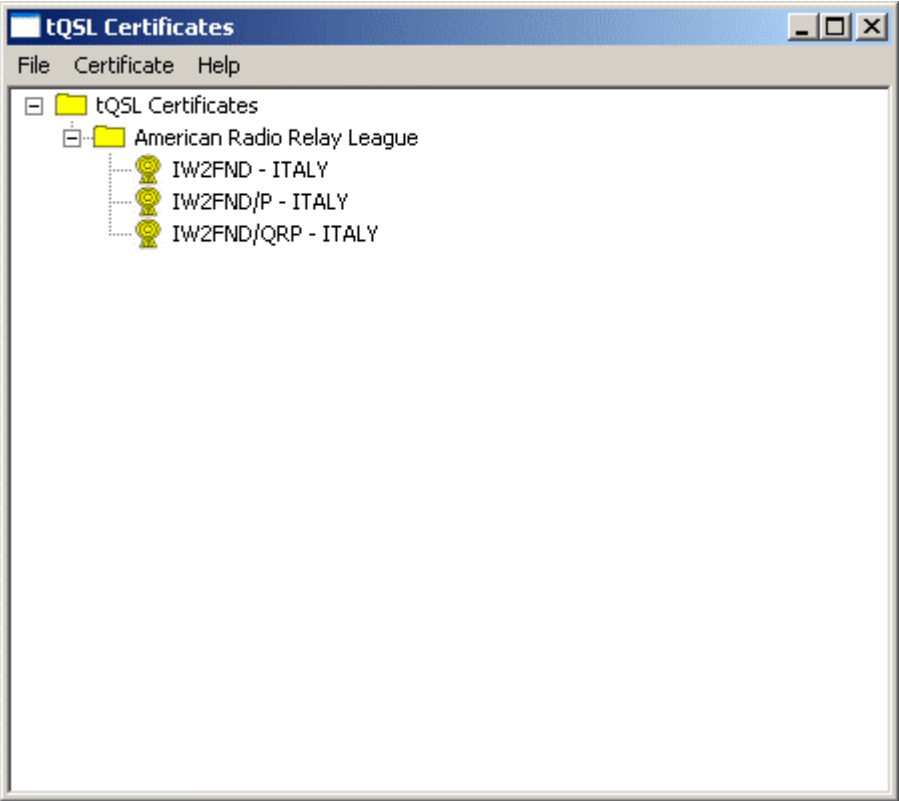 tQSL Certificates
File Certificate Help
tQSL Certificates
American Radio Relay League
IW2FND - ITALY
IW2FND/P - ITALY
IW2FND/QRP - ITALY